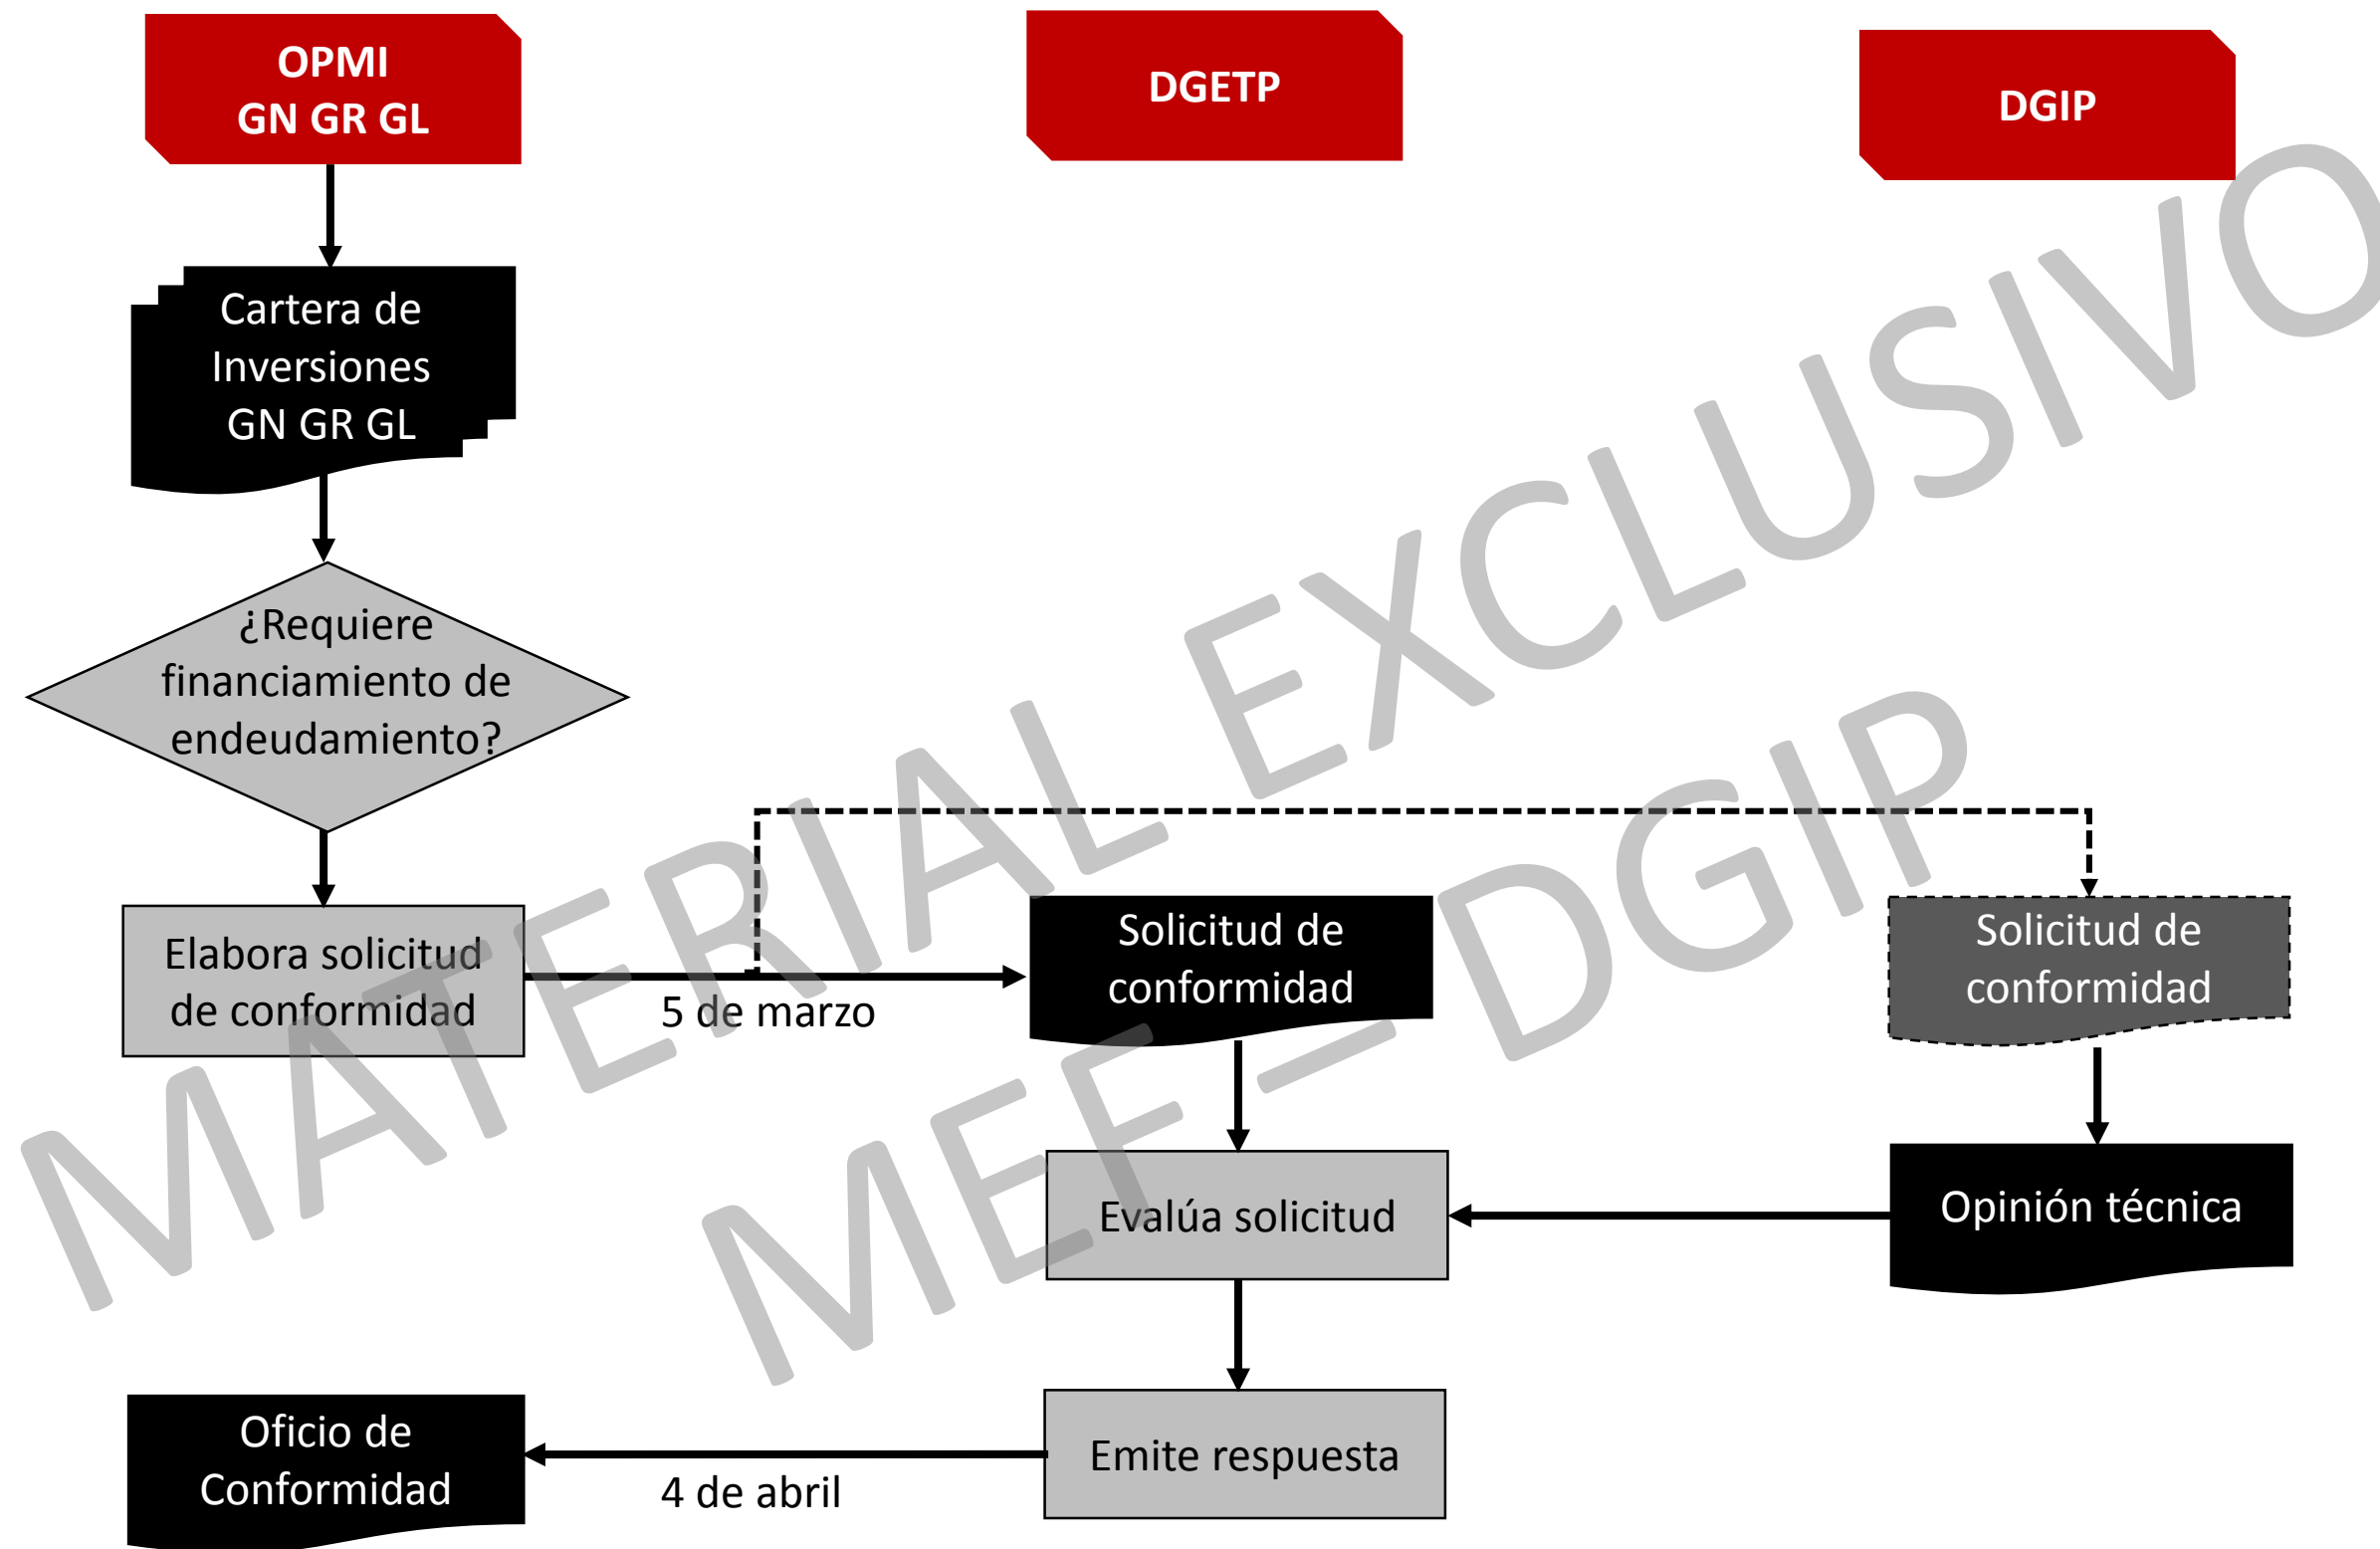 OPMI
GN GR GL
DGETP
DGIP
Cartera de
Inversiones
GN GR GL
¿Requiere
financiamiento de
endeudamiento?
Elabora solicitud
de conformidad
5 de marzo
Solicitud de
conformidad
Solicitud de
conformidad
Evalúa solicitud
Opinión técnica
Emite respuesta
4 de abril
Oficio de
Conformidad
MATERIAL EXCLUSIVO
MEF – DGIP